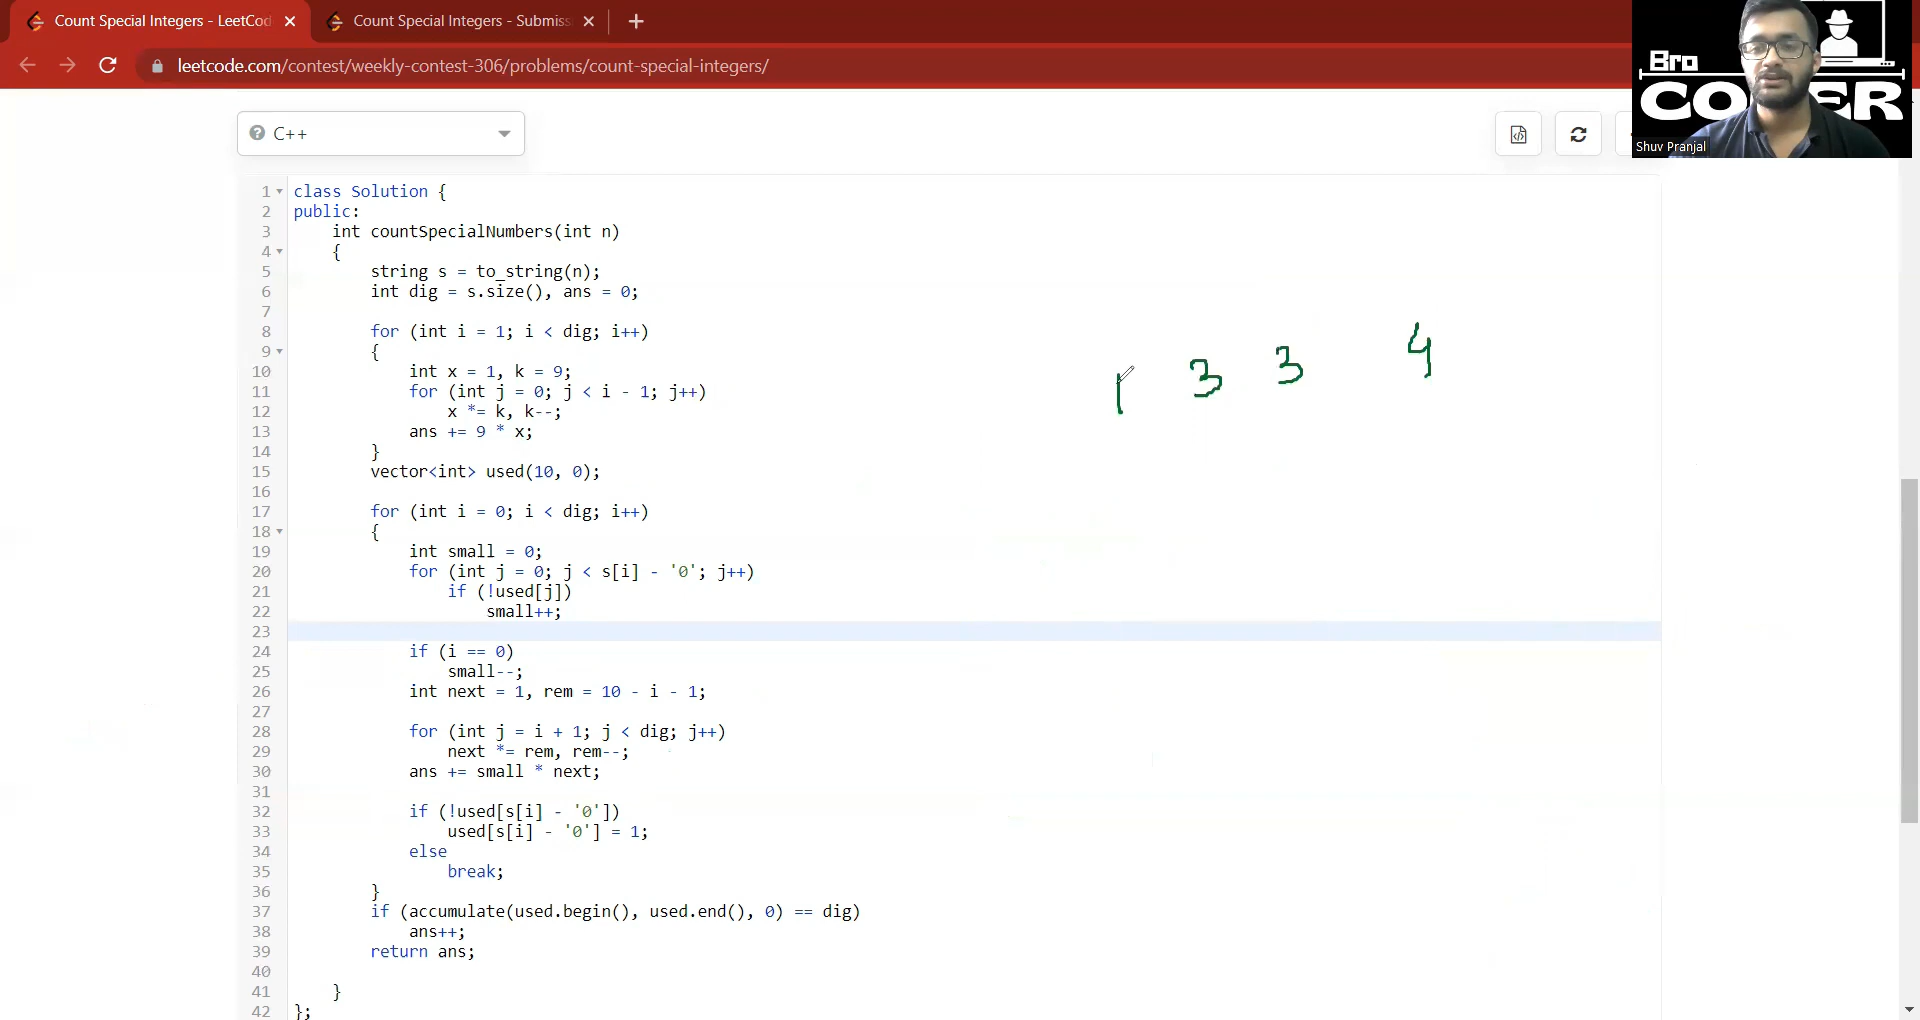 Count Special Integers - LeetCod
Count Special Integers - Submiss
leetcode.com/contest/weekly-contest-306/problems/count-special-integers/
Bro
CODER
Shuv Pranjal
C++
1 class Solution {
2 public:
3 int countSpecialNumbers(int n)
4 {
5 string s = to_string(n);
6 int dig = s.size(), ans = 0;
7
8 for (int i = 1; i < dig; i++)
9 {
10 int x = 1, k = 9;
11 for (int j = 0; j < i - 1; j++)
12 x *= k, k--;
13 ans += 9 * x;
14 }
15 vector<int> used(10, 0);
16
17 for (int i = 0; i < dig; i++)
18 {
19 int small = 0;
20 for (int j = 0; j < s[i] - '0'; j++)
21 if (!used[j])
22 small++;
23
24 if (i == 0)
25 small--;
26 int next = 1, rem = 10 - i - 1;
27
28 for (int j = i + 1; j < dig; j++)
29 next *= rem, rem--;
30 ans += small * next;
31
32 if (!used[s[i] - '0'])
33 used[s[i] - '0'] = 1;
34 else
35 break;
36 }
37 if (accumulate(used.begin(), used.end(), 0) == dig)
38 ans++;
39 return ans;
40
41 }
42 };
1 3 3 4